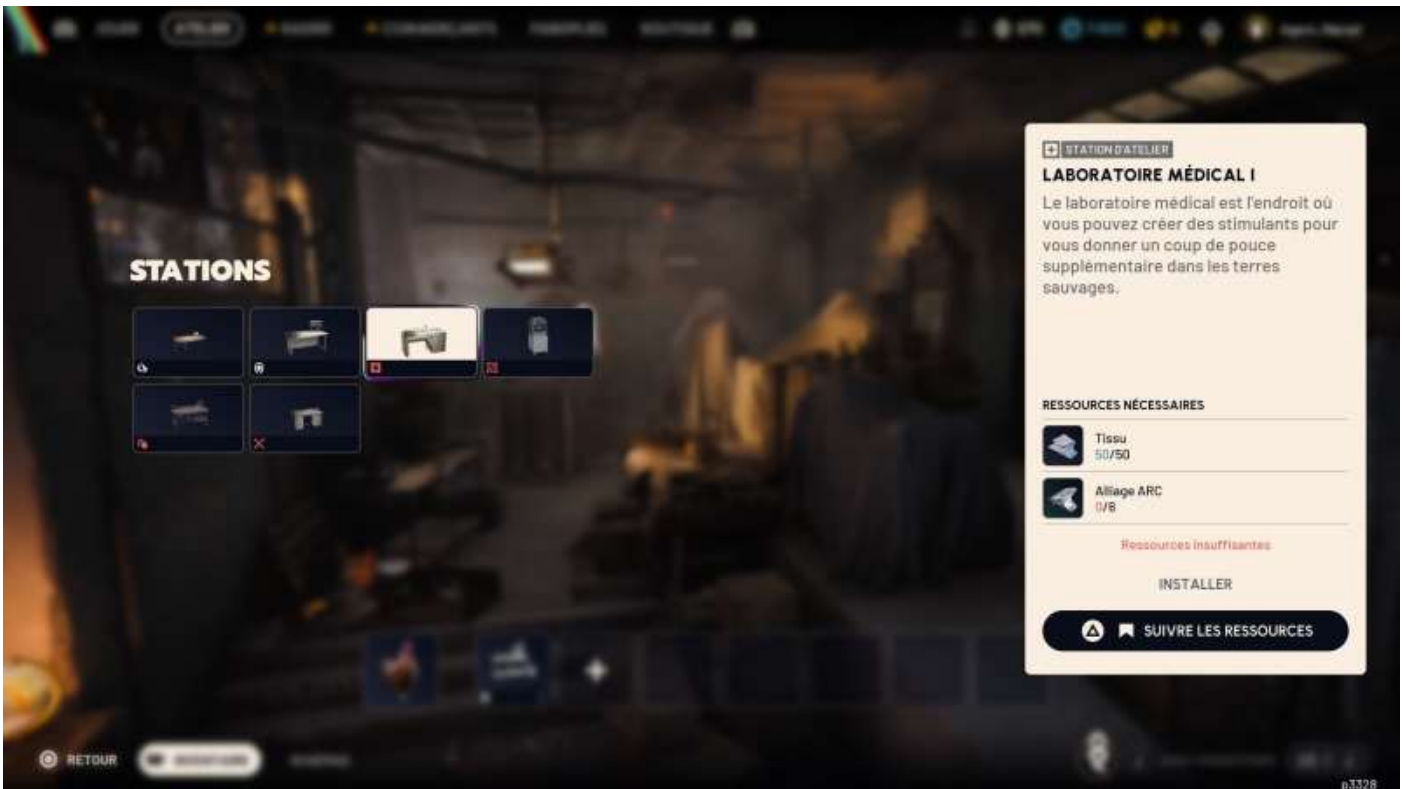 STATION D'ATELIER
LABORATOIRE MÉDICAL I
Le laboratoire médical est l'endroit où
vous pouvez créer des stimulants pour
vous donner un coup de pouce
supplémentaire dans les terres
sauvages.
STATIONS
RESSOURCES NÉCESSAIRES
Tissu
50/50
Alliage ARC
0/6
Ressources insuffisantes
INSTALLER
SUIVRE LES RESSOURCES
RETOUR
p3328